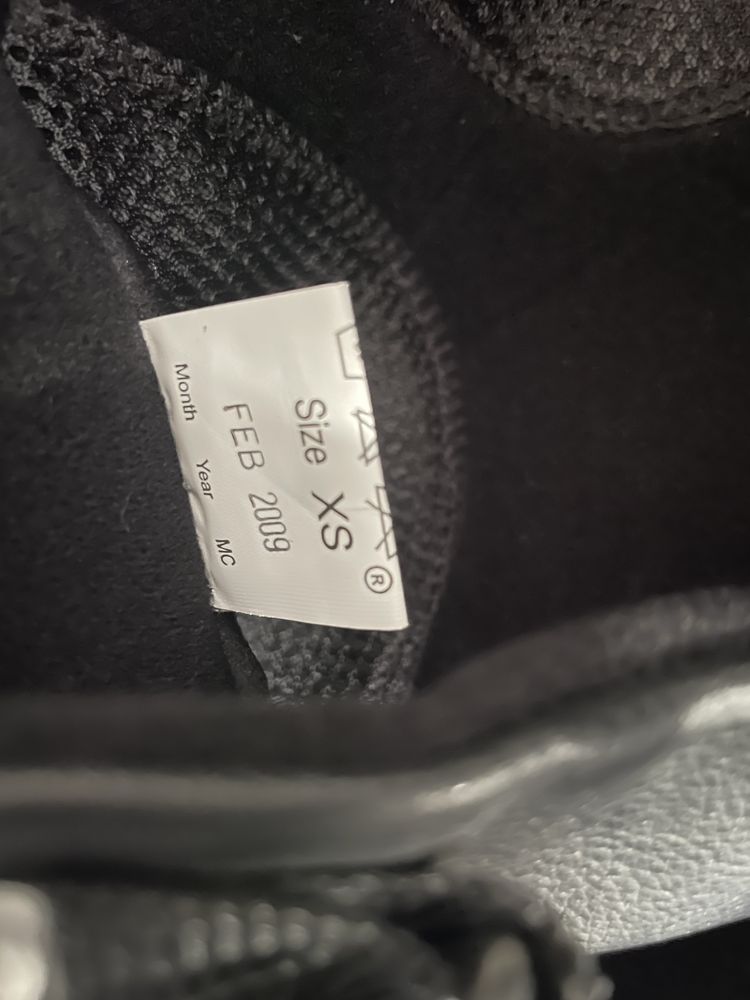 ®
Size XS
FEB 2009
Month Year MC